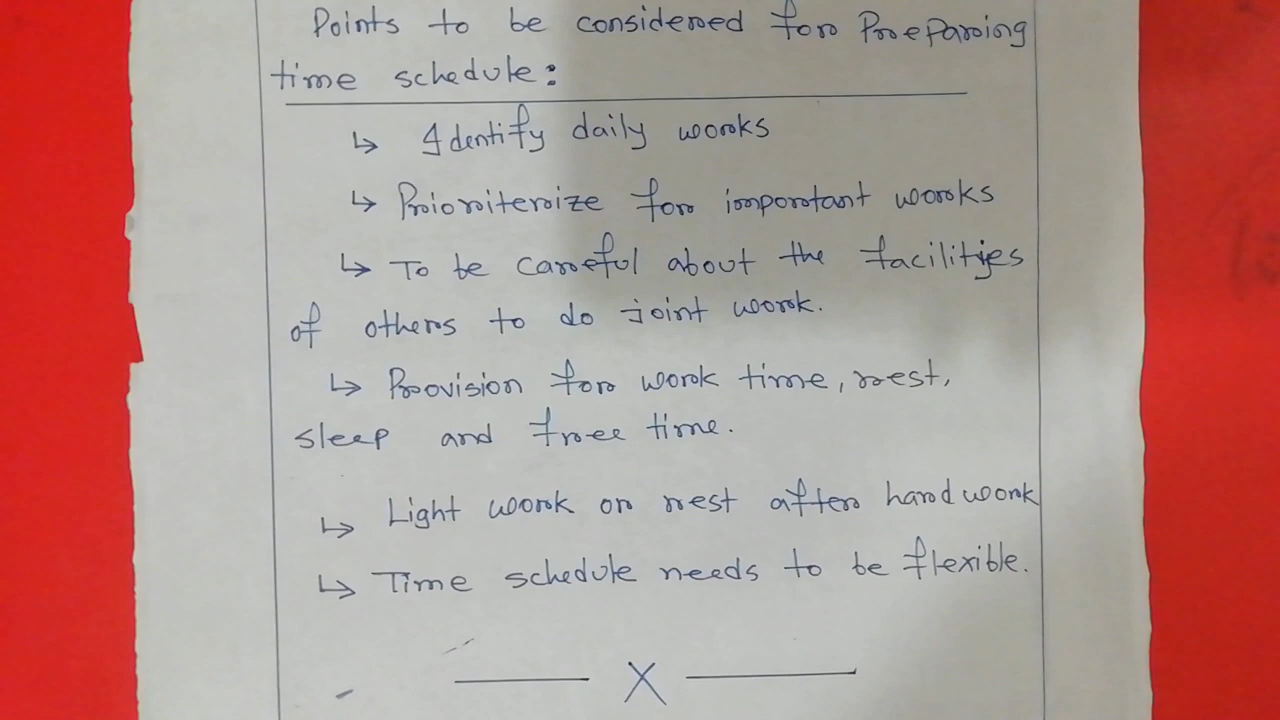 Points to be considered for Preparing
time schedule:
↳ Identify daily works
↳ Prioriterize for important works
↳ To be careful about the facilities
of others to do joint work.
↳ Provision for work time, rest,
sleep and free time.
↳ Light work or rest after hard work
↳ Time schedule needs to be flexible.
X